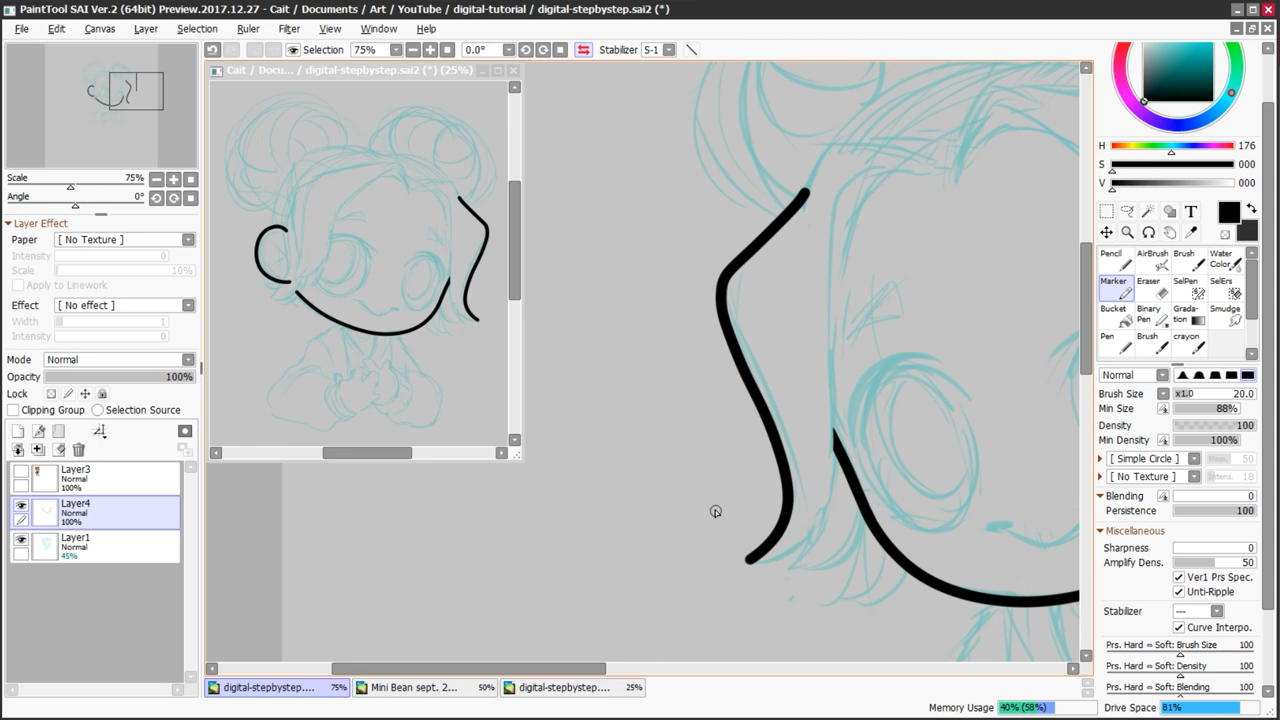 PaintTool SAI Ver.2 (64bit) Preview.2017.12.27 - Cait / Documents / Art / YouTube / digital-tutorial / digital-stepbystep.sai2 (*)
File Edit Canvas Layer Selection Ruler Filter View Window Help
Selection 75% 0.0° Stabilizer S-1
Cait / Docu... / digital-stepbystep.sai2 (*) (25%)
Scale 75%
Angle 0°
Layer Effect
Paper [ No Texture ]
Intensity 0
Scale 10%
Apply to Linework
Effect [ No effect ]
Width 1
Intensity 0
Mode Normal
Opacity 100%
Lock
Clipping Group Selection Source
Layer3
Normal
100%
Layer4
Normal
100%
Layer1
Normal
45%
H 176
S 000
V 000
T
Pencil AirBrush Brush Water Color
Marker Eraser SelPen SelErs
Bucket Binary Pen Grada-tion Smudge
Pen Brush crayon
Normal
Brush Size x1.0 20.0
Min Size 88%
Density 100
Min Density 100%
[ Simple Circle ] 50
[ No Texture ] Intens. 18
Blending 0
Persistence 100
Miscellaneous
Sharpness 0
Amplify Dens. 50
Ver1 Prs Spec.
Unti-Ripple
Stabilizer ---
Curve Interpo.
Prs. Hard ⇔ Soft: Brush Size 100
Prs. Hard ⇔ Soft: Density 100
Prs. Hard ⇔ Soft: Blending 100
digital-stepbystep.... 75% Mini Bean sept. 2... 50% digital-stepbystep.... 25%
Memory Usage 40% (58%) Drive Space 81%